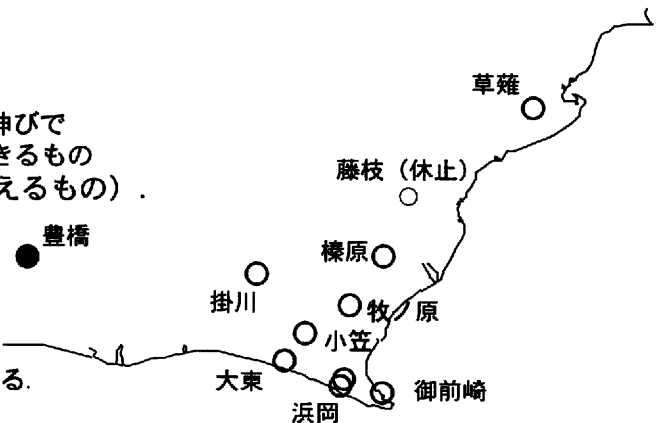 草薙
伸びで
きるもの
藤枝（休止）
えるもの）.
豊橋
榛原
掛川
牧ノ原
小笠
大東
る.
御前崎
浜岡